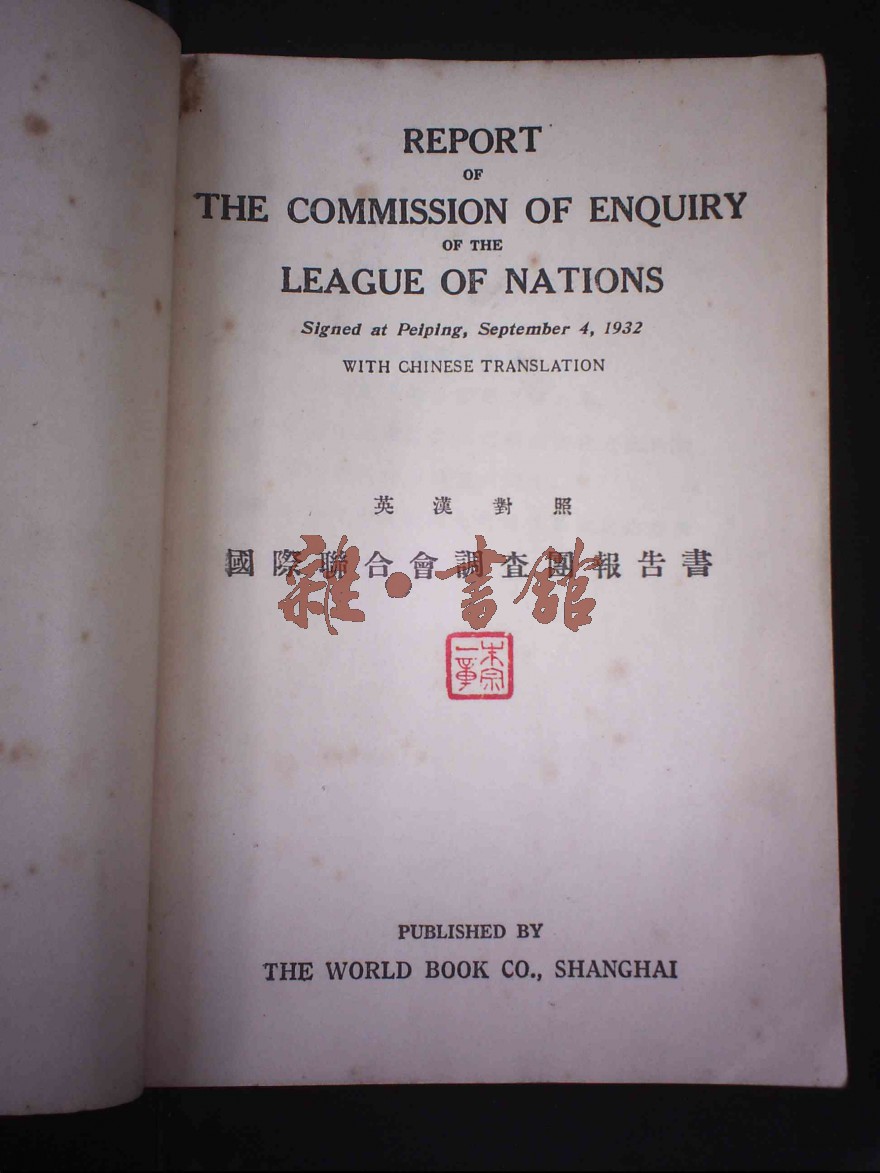 REPORT
OF
THE COMMISSION OF ENQUIRY
OF THE
LEAGUE OF NATIONS
Signed at Peiping, September 4, 1932
WITH CHINESE TRANSLATION
英漢對照
國際聯合會調查團報告書
雜·書館
PUBLISHED BY
THE WORLD BOOK CO., SHANGHAI